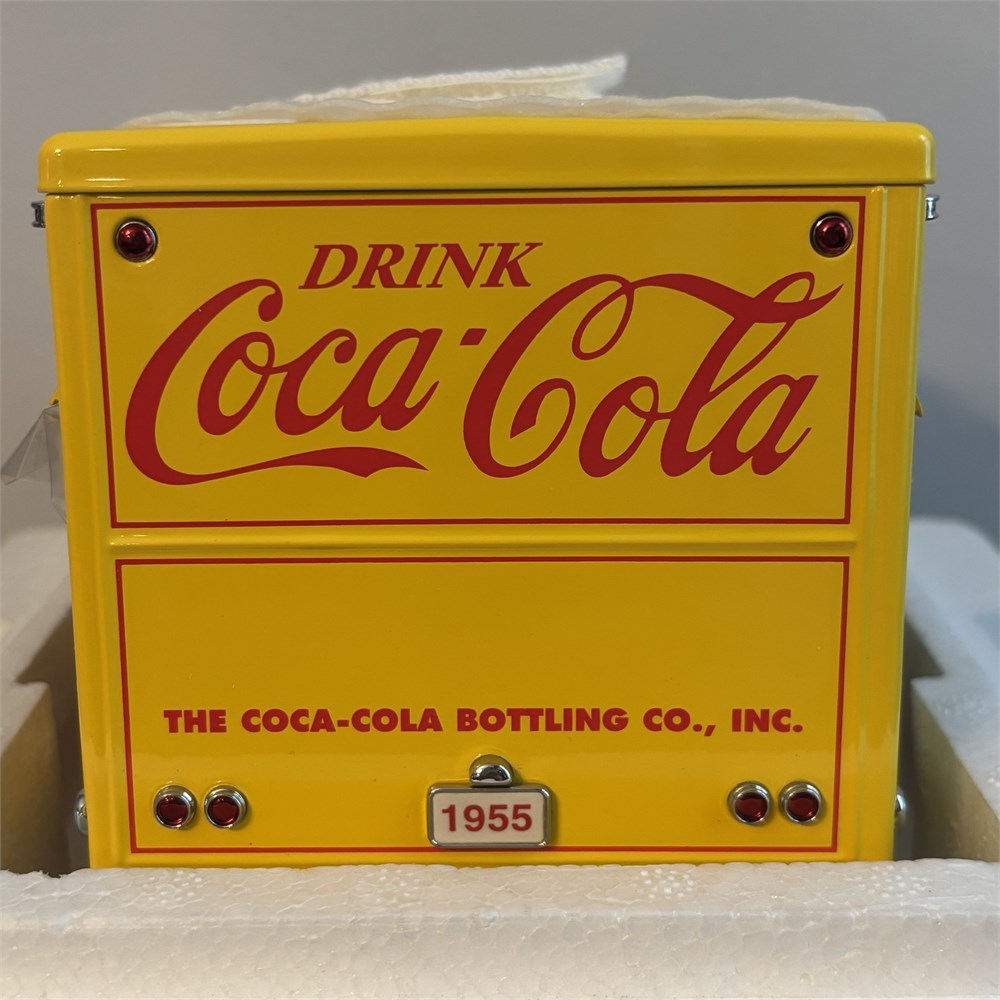 DRINK
Coca-Cola
THE COCA-COLA BOTTLING CO., INC.
1955